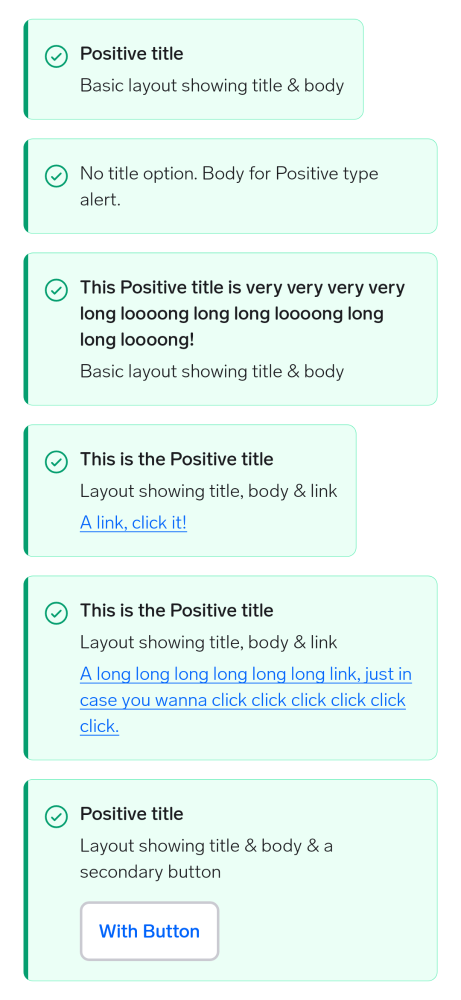 Positive title
Basic layout showing title & body
No title option. Body for Positive type
alert.
This Positive title is very very very very
long loooong long long loooong long
long loooong!
Basic layout showing title & body
This is the Positive title
Layout showing title, body & link
A link, click it!
This is the Positive title
Layout showing title, body & link
A long long long long long long link, just in
case you wanna click click click click click
click.
Positive title
Layout showing title & body & a
secondary button
With Button